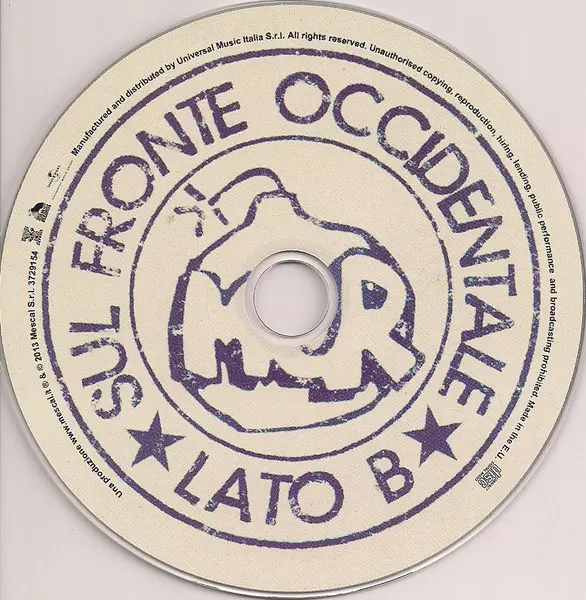 SUL FRONTE OCCIDENTALE
LATO B
MCR
Una produzione www.mescal.it ℗ & © 2013 Mescal S.r.l. 3729154
Manufactured and distributed by Universal Music Italia S.r.l. All rights reserved. Unauthorised copying, reproduction, hiring, lending, public performance and broadcasting prohibited. Made in the E.U.